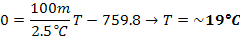 0 = 100m/2.5°C T − 759.8 → T = ~19°C